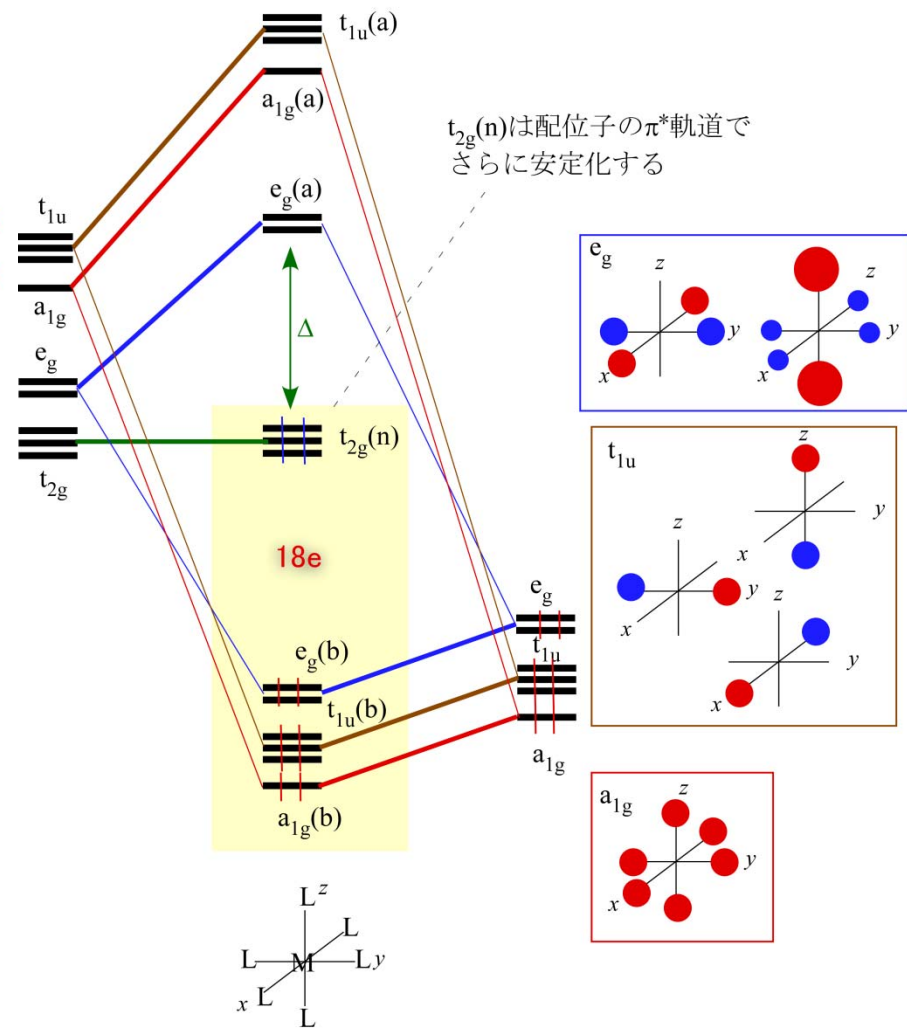 t1u(a)
a1g(a)
t2g(n)は配位子のπ*軌道で
さらに安定化する
eg(a)
t1u
a1g
Δ
eg
t2g
t2g(n)
18e
eg
eg(b)
t1u
t1u(b)
a1g
a1g(b)
eg
z
y
x
z
y
x
t1u
z
y
x
z
y
x
z
y
x
a1g
z
y
x
L z
L
L M L y
x L
L